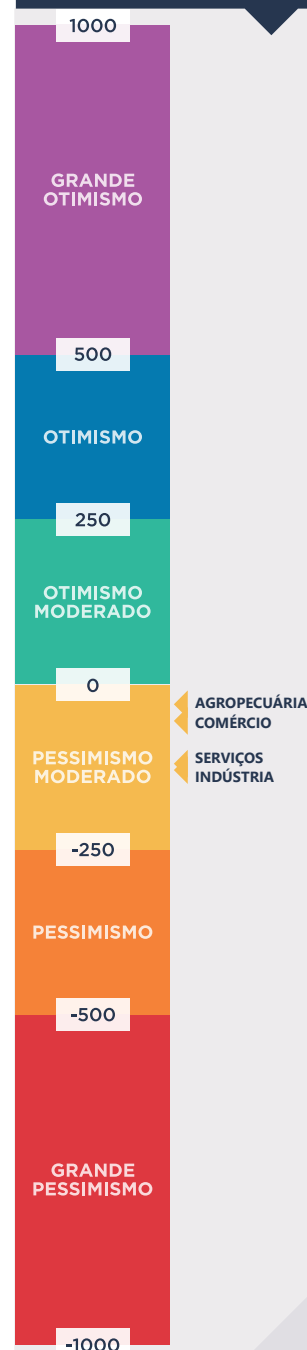 1000
GRANDE
OTIMISMO
500
OTIMISMO
250
OTIMISMO
MODERADO
0
AGROPECUÁRIA
COMÉRCIO
PESSIMISMO
MODERADO
SERVIÇOS
INDÚSTRIA
-250
PESSIMISMO
-500
GRANDE
PESSIMISMO
-1000